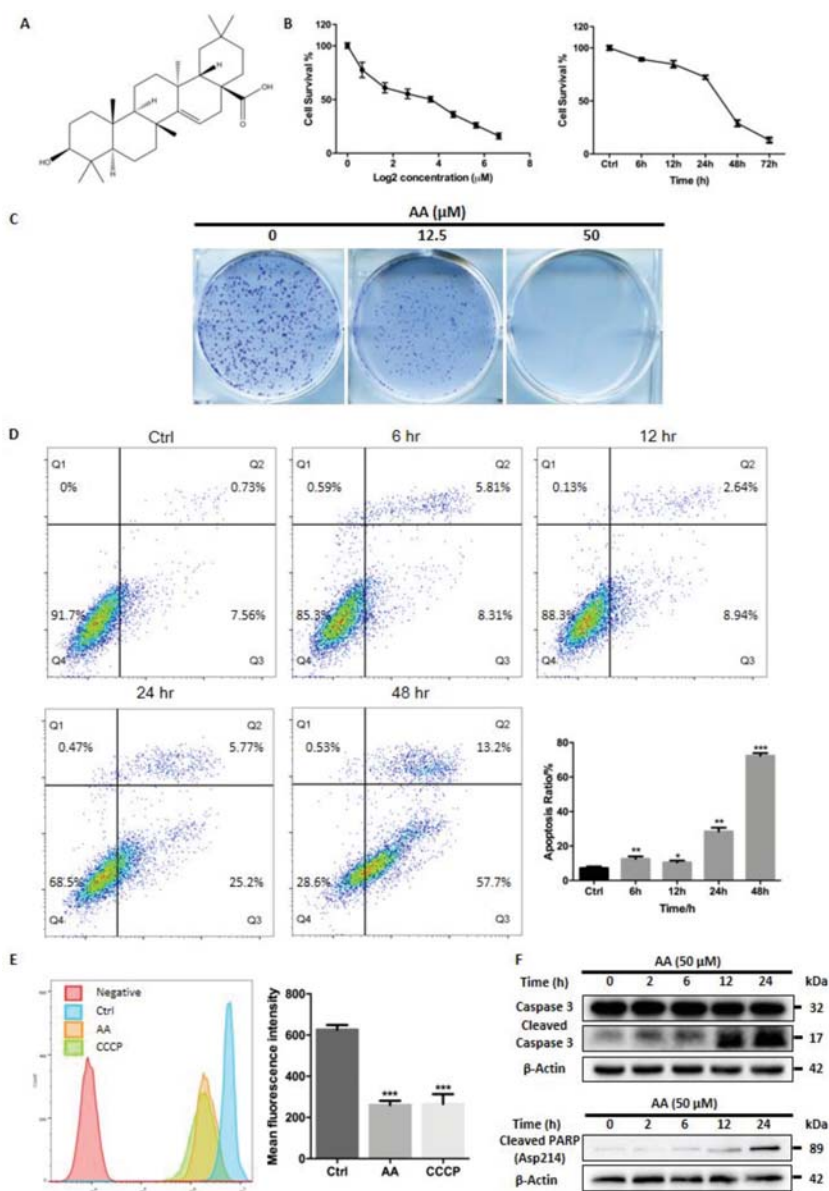 A
HO
H
H
H
OH
O
B
Cell Survival %
120
100
50
0
0 2 4 6 8
Log2 concentration (µM)
Cell Survival %
120
100
50
0
Ctrl 6h 12h 24h 48h 72h
Time (h)
C
AA (µM)
0 12.5 50
D
Ctrl
Q1 Q2
0% 0.73%
91.7% 7.56%
Q4 Q3
6 hr
Q1 Q2
0.59% 5.81%
85.3% 8.31%
Q4 Q3
12 hr
Q1 Q2
0.13% 2.64%
88.3% 8.94%
Q4 Q3
24 hr
Q1 Q2
0.47% 5.77%
68.5% 25.2%
Q4 Q3
48 hr
Q1 Q2
0.53% 13.2%
28.6% 57.7%
Q4 Q3
Apoptosis Ratio/%
80
60
40
20
0
** * ** ***
Ctrl 6h 12h 24h 48h
Time/h
E
Negative
Ctrl
AA
CCCP
Mean fluorescence intensity
800
600
400
200
0
*** ***
Ctrl AA CCCP
F
AA (50 µM)
Time (h) 0 2 6 12 24 kDa
Caspase 3 32
Cleaved
Caspase 3 17
β-Actin 42
AA (50 µM)
Time (h) 0 2 6 12 24 kDa
Cleaved PARP
(Asp214) 89
β-Actin 42